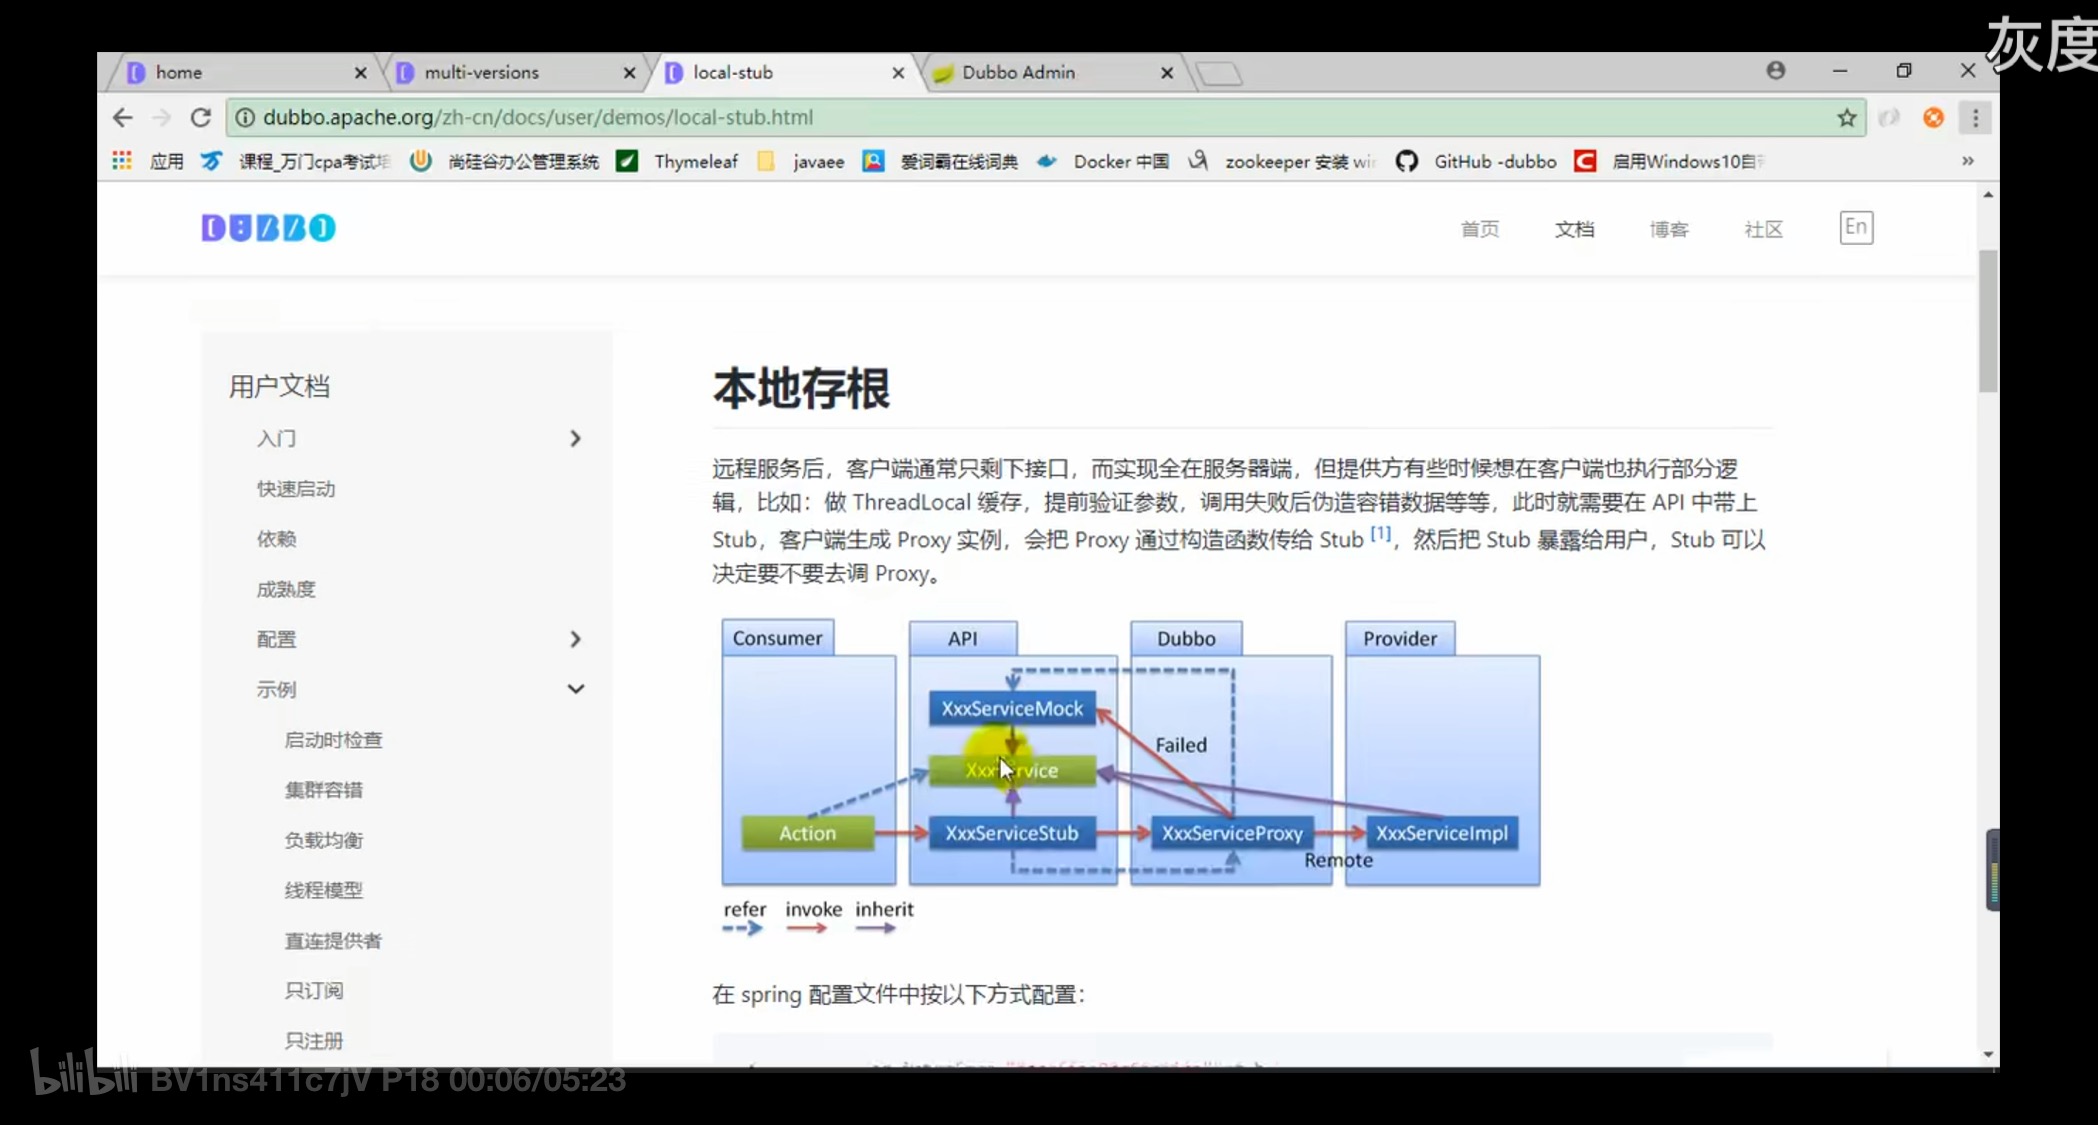 灰度
home
multi-versions
local-stub
Dubbo Admin
dubbo.apache.org/zh-cn/docs/user/demos/local-stub.html
应用
课程_万门cpa考试培
尚硅谷办公管理系统
Thymeleaf
javaee
爱词霸在线词典
Docker 中国
zookeeper 安装 wi
GitHub -dubbo
启用Windows10自
DUBBO
首页
文档
博客
社区
En
用户文档
入门
快速启动
依赖
成熟度
配置
示例
启动时检查
集群容错
负载均衡
线程模型
直连提供者
只订阅
只注册
本地存根
远程服务后，客户端通常只剩下接口，而实现全在服务器端，但提供方有些时候想在客户端也执行部分逻
辑，比如：做 ThreadLocal 缓存，提前验证参数，调用失败后伪造容错数据等等，此时就需要在 API 中带上
Stub，客户端生成 Proxy 实例，会把 Proxy 通过构造函数传给 Stub [1]，然后把 Stub 暴露给用户，Stub 可以
决定要不要去调 Proxy。
Consumer
API
Dubbo
Provider
XxxServiceMock
Failed
XxxService
Action
XxxServiceStub
XxxServiceProxy
XxxServiceImpl
Remote
refer
invoke
inherit
在 spring 配置文件中按以下方式配置：
bilibili BV1ns411c7jV P18 00:06/05:23